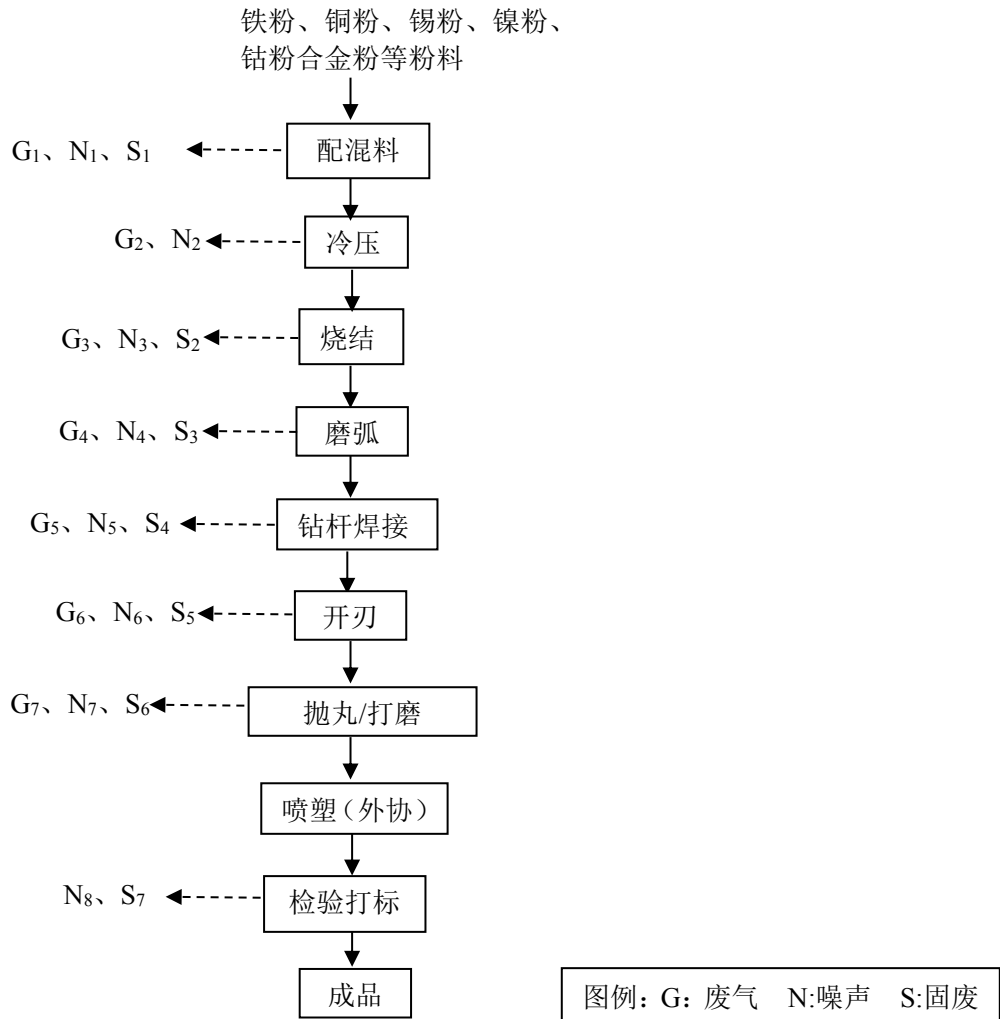 铁粉、铜粉、锡粉、镍粉、
钴粉合金粉等粉料
G₁、N₁、S₁
配混料
G₂、N₂
冷压
G₃、N₃、S₂
烧结
G₄、N₄、S₃
磨弧
G₅、N₅、S₄
钻杆焊接
G₆、N₆、S₅
开刃
G₇、N₇、S₆
抛丸/打磨
喷塑（外协）
N₈、S₇
检验打标
成品
图例：G：废气 N:噪声 S:固废